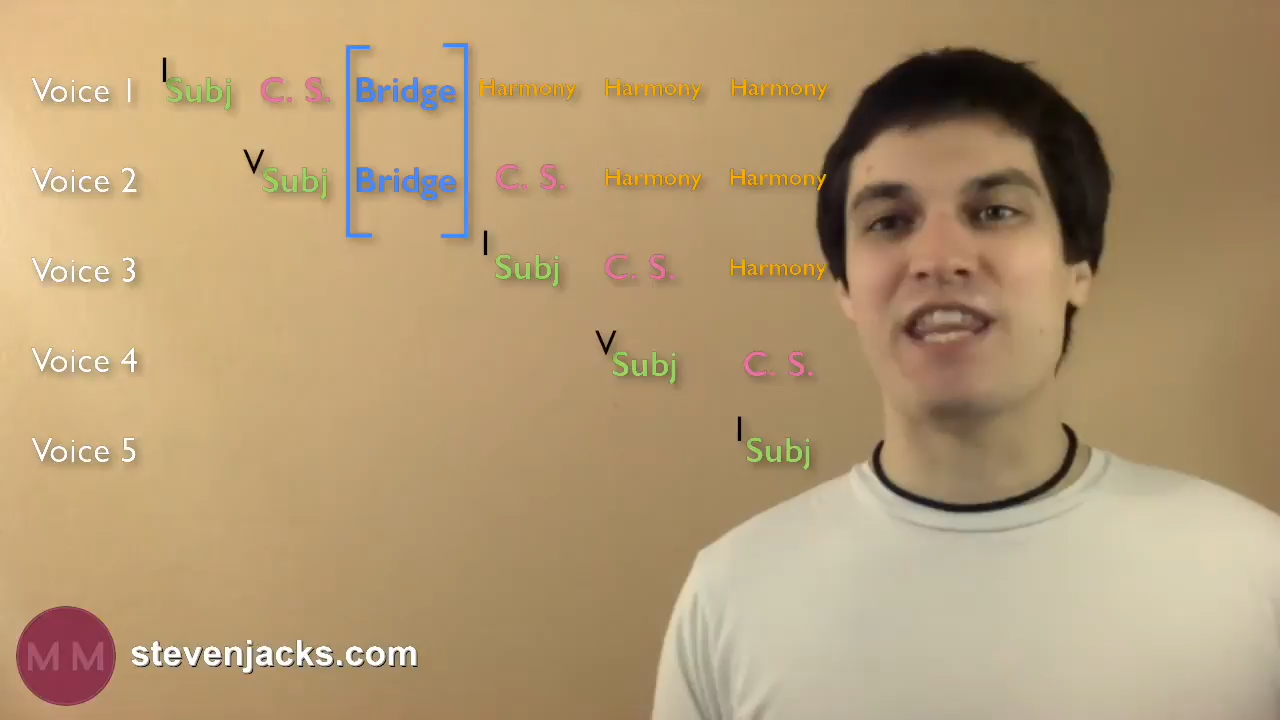 Voice 1 I Subj C. S. [Bridge] Harmony Harmony Harmony
Voice 2 V Subj Bridge C. S. Harmony Harmony
Voice 3 I Subj C. S. Harmony
Voice 4 V Subj C. S.
Voice 5 I Subj
MM stevenjacks.com